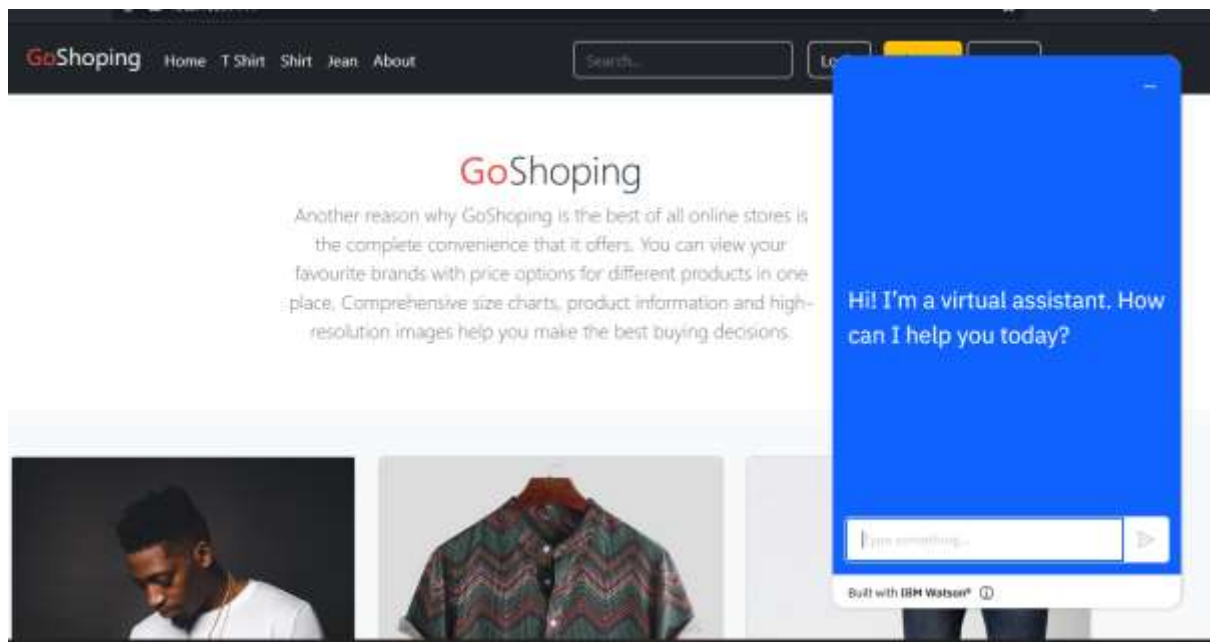 GoShoping Home T Shirt Shirt Jean About Search...
GoShoping
Another reason why GoShoping is the best of all online stores is
the complete convenience that it offers. You can view your
favourite brands with price options for different products in one
place, Comprehensive size charts, product information and high-
resolution images help you make the best buying decisions.
Hi! I'm a virtual assistant. How
can I help you today?
Type something...
Built with IBM Watson®